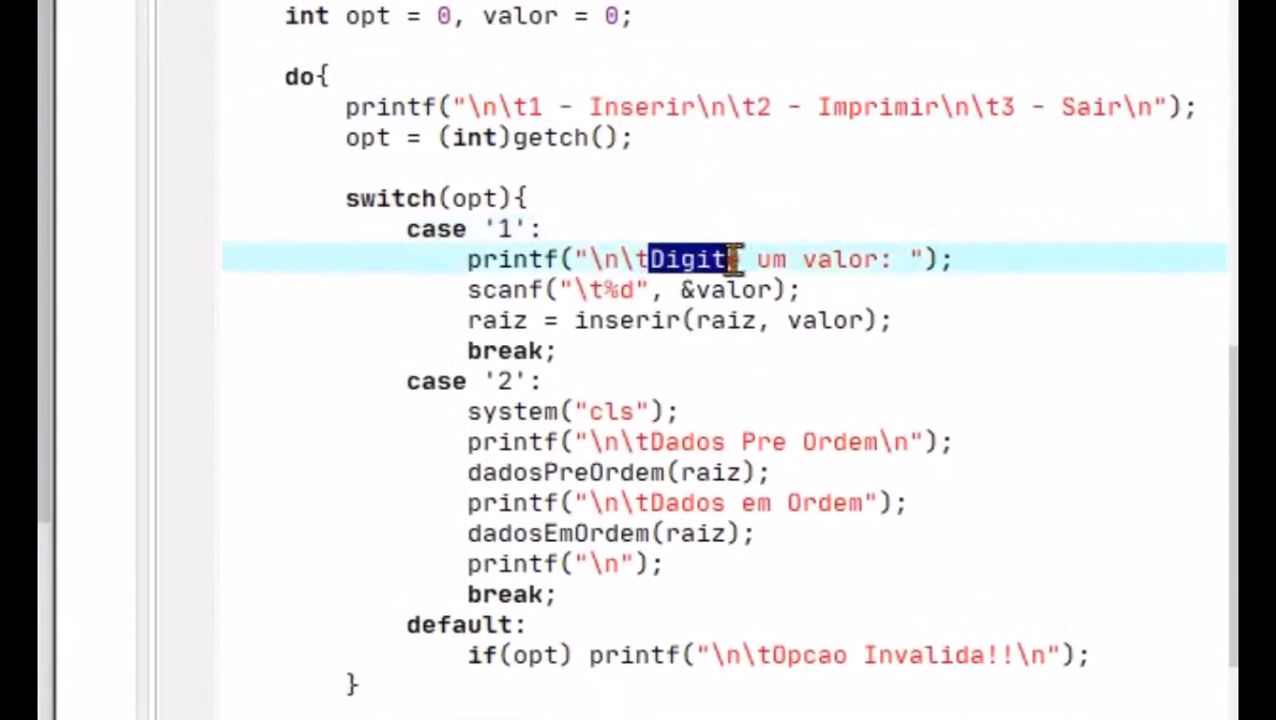 int opt = 0, valor = 0;
do{
printf("\n\t1 - Inserir\n\t2 - Imprimir\n\t3 - Sair\n");
opt = (int)getch();
switch(opt){
case '1':
printf("\n\tDigite um valor: ");
scanf("\t%d", &valor);
raiz = inserir(raiz, valor);
break;
case '2':
system("cls");
printf("\n\tDados Pre Ordem\n");
dadosPreOrdem(raiz);
printf("\n\tDados em Ordem");
dadosEmOrdem(raiz);
printf("\n");
break;
default:
if(opt) printf("\n\tOpcao Invalida!!\n");
}